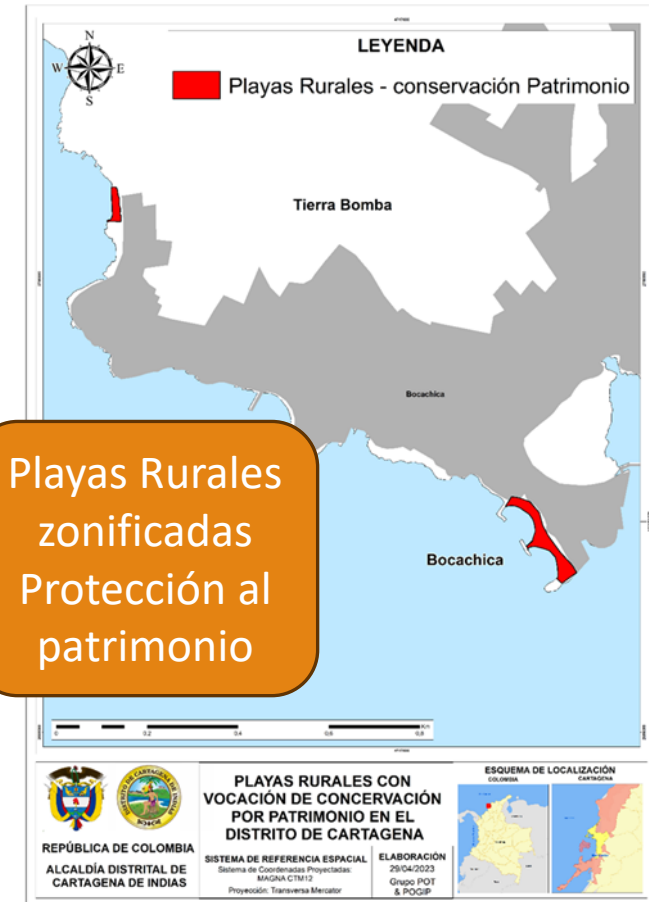 N
W E
S
LEYENDA
Playas Rurales - conservación Patrimonio
Tierra Bomba
Bocachica
Playas Rurales
zonificadas
Protección al
patrimonio
Bocachica
0 0,2 0,4 0,6 0,8
Km
REPÚBLICA DE COLOMBIA
ALCALDÍA DISTRITAL DE
CARTAGENA DE INDIAS
PLAYAS RURALES CON
VOCACIÓN DE CONCERVACIÓN
POR PATRIMONIO EN EL
DISTRITO DE CARTAGENA
SISTEMA DE REFERENCIA ESPACIAL
Sistema de Coordenadas Proyectadas:
MAGNA CTM12
Proyección: Transversa Mercator
ELABORACIÓN
29/04/2023
Grupo POT
& POGIP
ESQUEMA DE LOCALIZACIÓN
COLOMBIA CARTAGENA